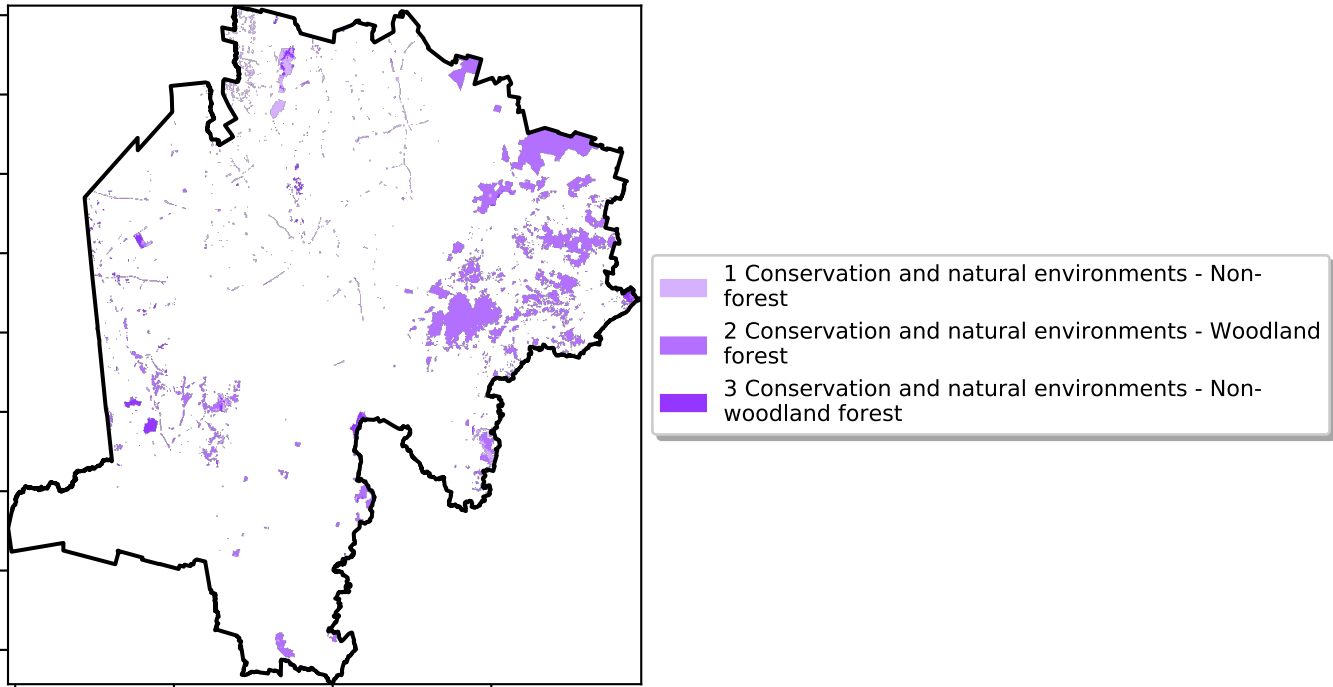 1 Conservation and natural environments - Non-
forest
2 Conservation and natural environments - Woodland
forest
3 Conservation and natural environments - Non-
woodland forest